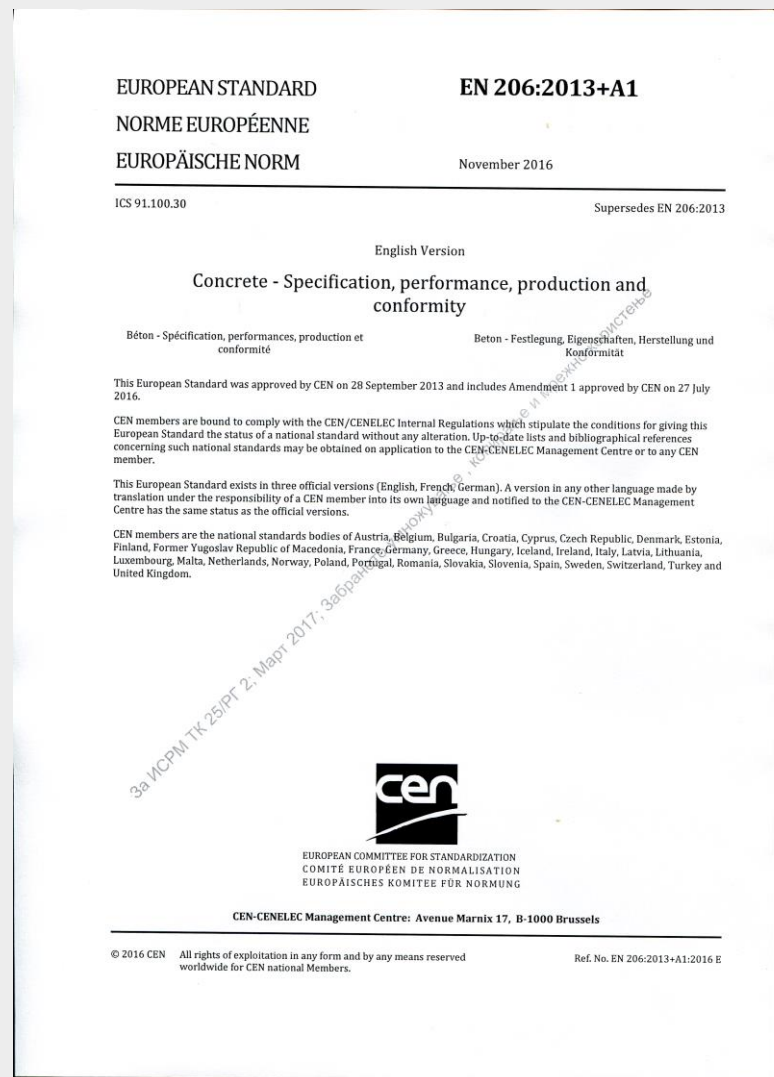 EUROPEAN STANDARD
NORME EUROPÉENNE
EUROPÄISCHE NORM
EN 206:2013+A1
November 2016
ICS 91.100.30
Supersedes EN 206:2013
English Version
Concrete - Specification, performance, production and
conformity
Béton - Spécification, performances, production et
conformité
Beton - Festlegung, Eigenschaften, Herstellung und
Konformität
This European Standard was approved by CEN on 28 September 2013 and includes Amendment 1 approved by CEN on 27 July
2016.
CEN members are bound to comply with the CEN/CENELEC Internal Regulations which stipulate the conditions for giving this
European Standard the status of a national standard without any alteration. Up-to-date lists and bibliographical references
concerning such national standards may be obtained on application to the CEN-CENELEC Management Centre or to any CEN
member.
This European Standard exists in three official versions (English, French, German). A version in any other language made by
translation under the responsibility of a CEN member into its own language and notified to the CEN-CENELEC Management
Centre has the same status as the official versions.
CEN members are the national standards bodies of Austria, Belgium, Bulgaria, Croatia, Cyprus, Czech Republic, Denmark, Estonia,
Finland, Former Yugoslav Republic of Macedonia, France, Germany, Greece, Hungary, Iceland, Ireland, Italy, Latvia, Lithuania,
Luxembourg, Malta, Netherlands, Norway, Poland, Portugal, Romania, Slovakia, Slovenia, Spain, Sweden, Switzerland, Turkey and
United Kingdom.
За ИСРМ ТК 25/РГ 2; Март 2017; Забрането умножување, копирање и мрежно користење
cen
EUROPEAN COMMITTEE FOR STANDARDIZATION
COMITÉ EUROPÉEN DE NORMALISATION
EUROPÄISCHES KOMITEE FÜR NORMUNG
CEN-CENELEC Management Centre: Avenue Marnix 17, B-1000 Brussels
© 2016 CEN
All rights of exploitation in any form and by any means reserved
worldwide for CEN national Members.
Ref. No. EN 206:2013+A1:2016 E